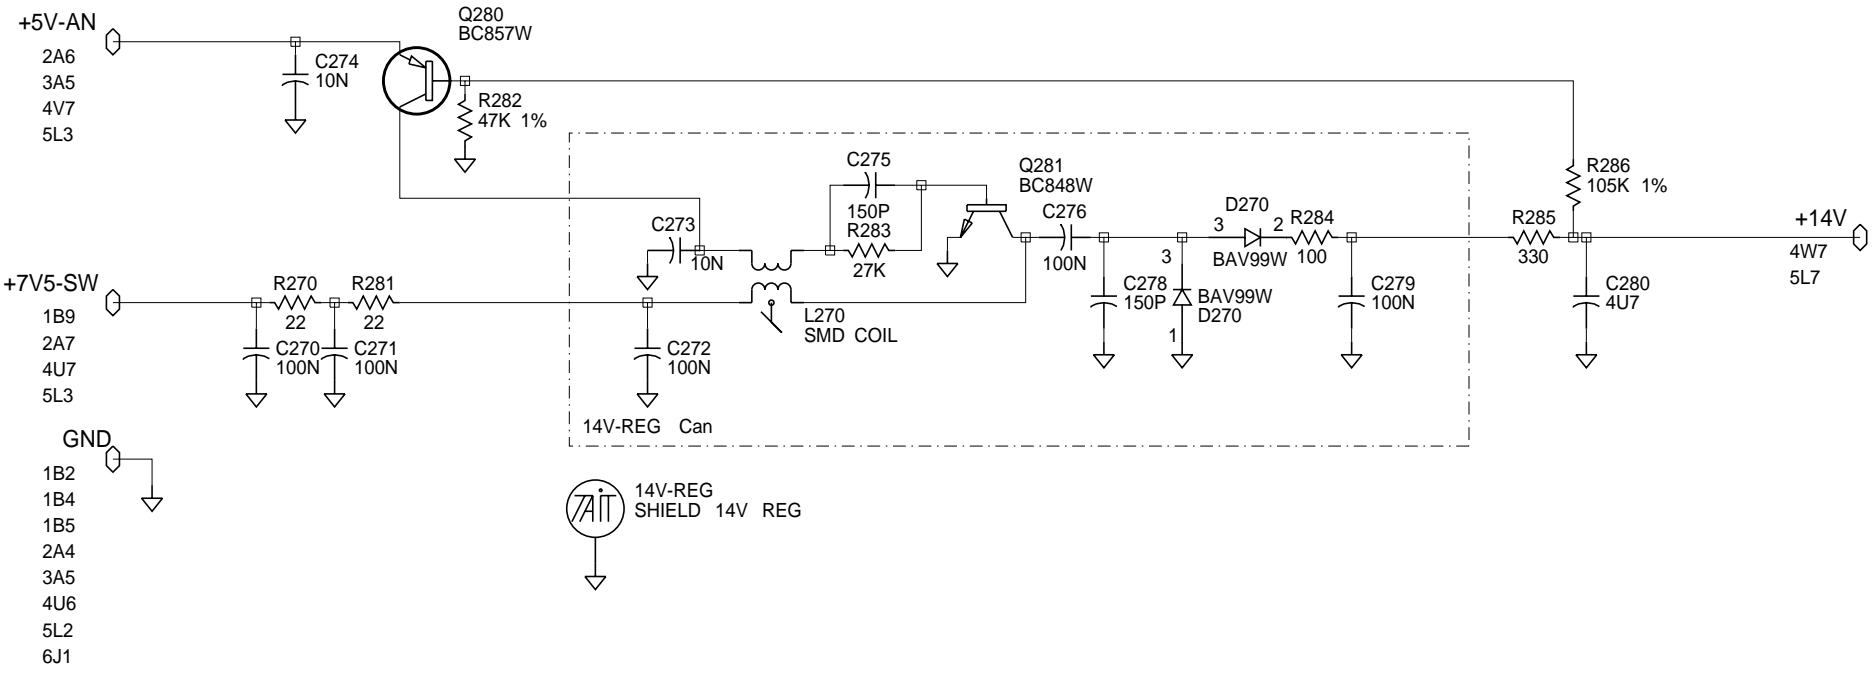 +5V-AN
2A6
3A5
4V7
5L3
Q280
BC857W
C274
10N
R282
47K 1%
C275
150P
R283
27K
Q281
BC848W
C276
100N
D270
3
2
BAV99W
R284
100
R286
105K 1%
R285
330
+14V
4W7
5L7
C273
10N
+7V5-SW
1B9
2A7
4U7
5L3
R270
22
R281
22
C270
100N
C271
100N
C272
100N
L270
SMD COIL
C278
150P
3
BAV99W
D270
1
C279
100N
C280
4U7
14V-REG Can
GND
1B2
1B4
1B5
2A4
3A5
4U6
5L2
6J1
TAIT
14V-REG
SHIELD 14V REG